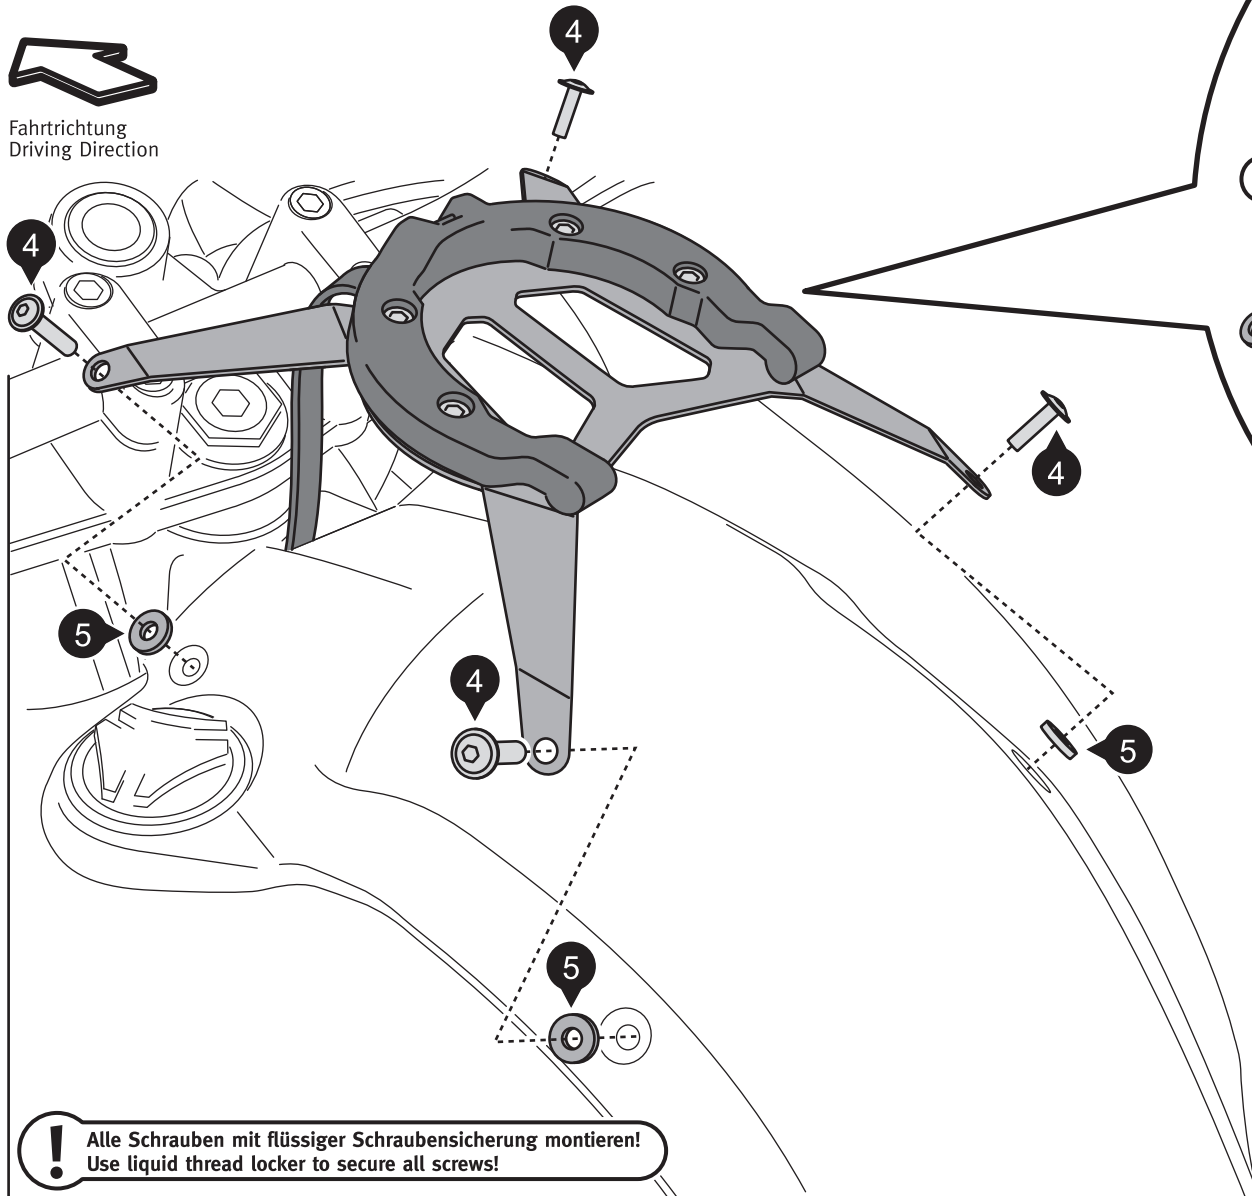 4
Fahrtrichtung
Driving Direction
4
4
5
4
5
5
! Alle Schrauben mit flüssiger Schraubensicherung montieren!
Use liquid thread locker to secure all screws!